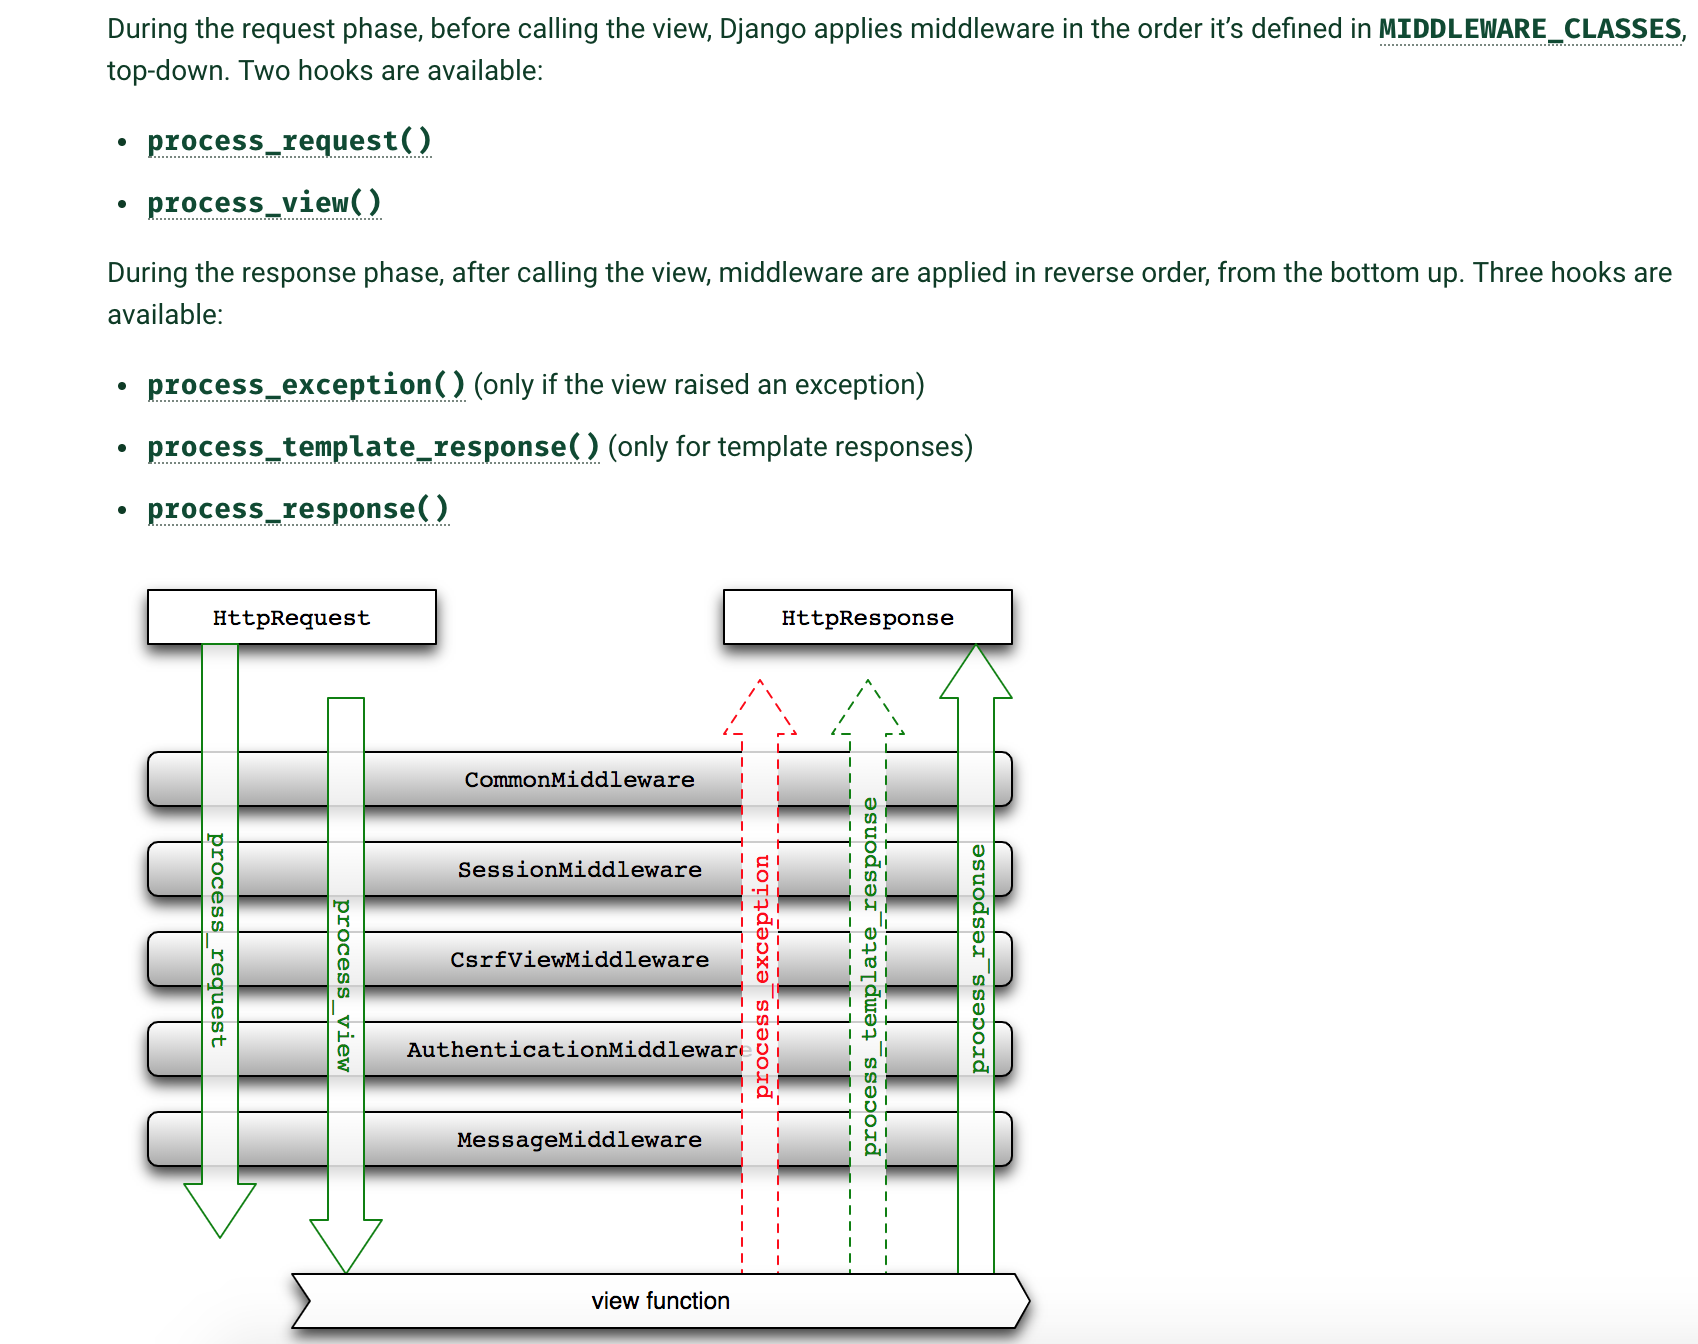 During the request phase, before calling the view, Django applies middleware in the order it’s defined in MIDDLEWARE_CLASSES,
top-down. Two hooks are available:
• process_request()
• process_view()
During the response phase, after calling the view, middleware are applied in reverse order, from the bottom up. Three hooks are
available:
• process_exception() (only if the view raised an exception)
• process_template_response() (only for template responses)
• process_response()
HttpRequest
HttpResponse
CommonMiddleware
SessionMiddleware
CsrfViewMiddleware
AuthenticationMiddleware
MessageMiddleware
process_request
process_view
process_exception
process_template_response
process_response
view function